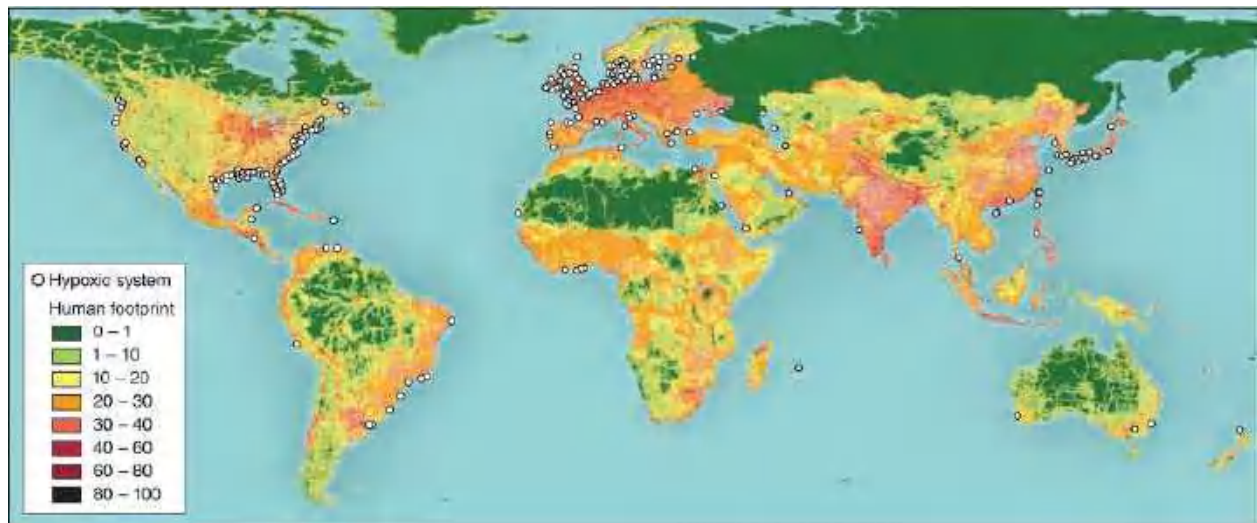 Hypoxic system
Human footprint
0 – 1
1 – 10
10 – 20
20 – 30
30 – 40
40 – 60
60 – 80
80 – 100